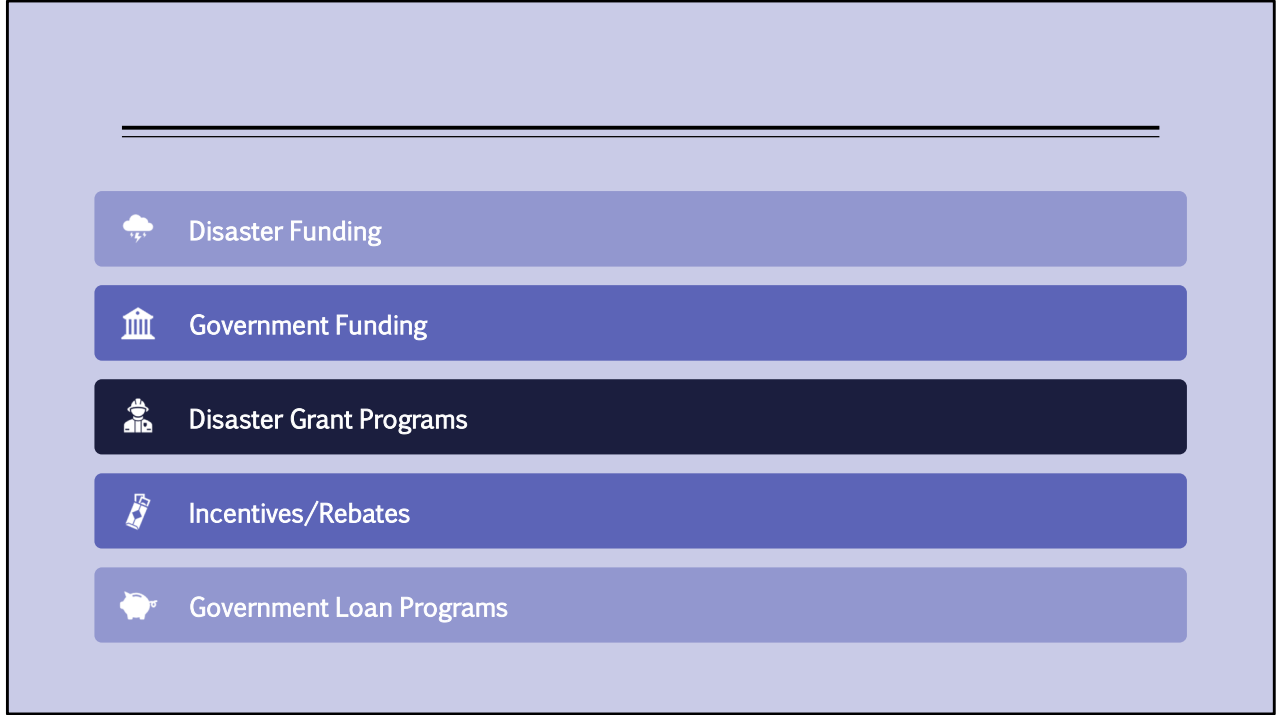 Disaster Funding
Government Funding
Disaster Grant Programs
Incentives/Rebates
Government Loan Programs